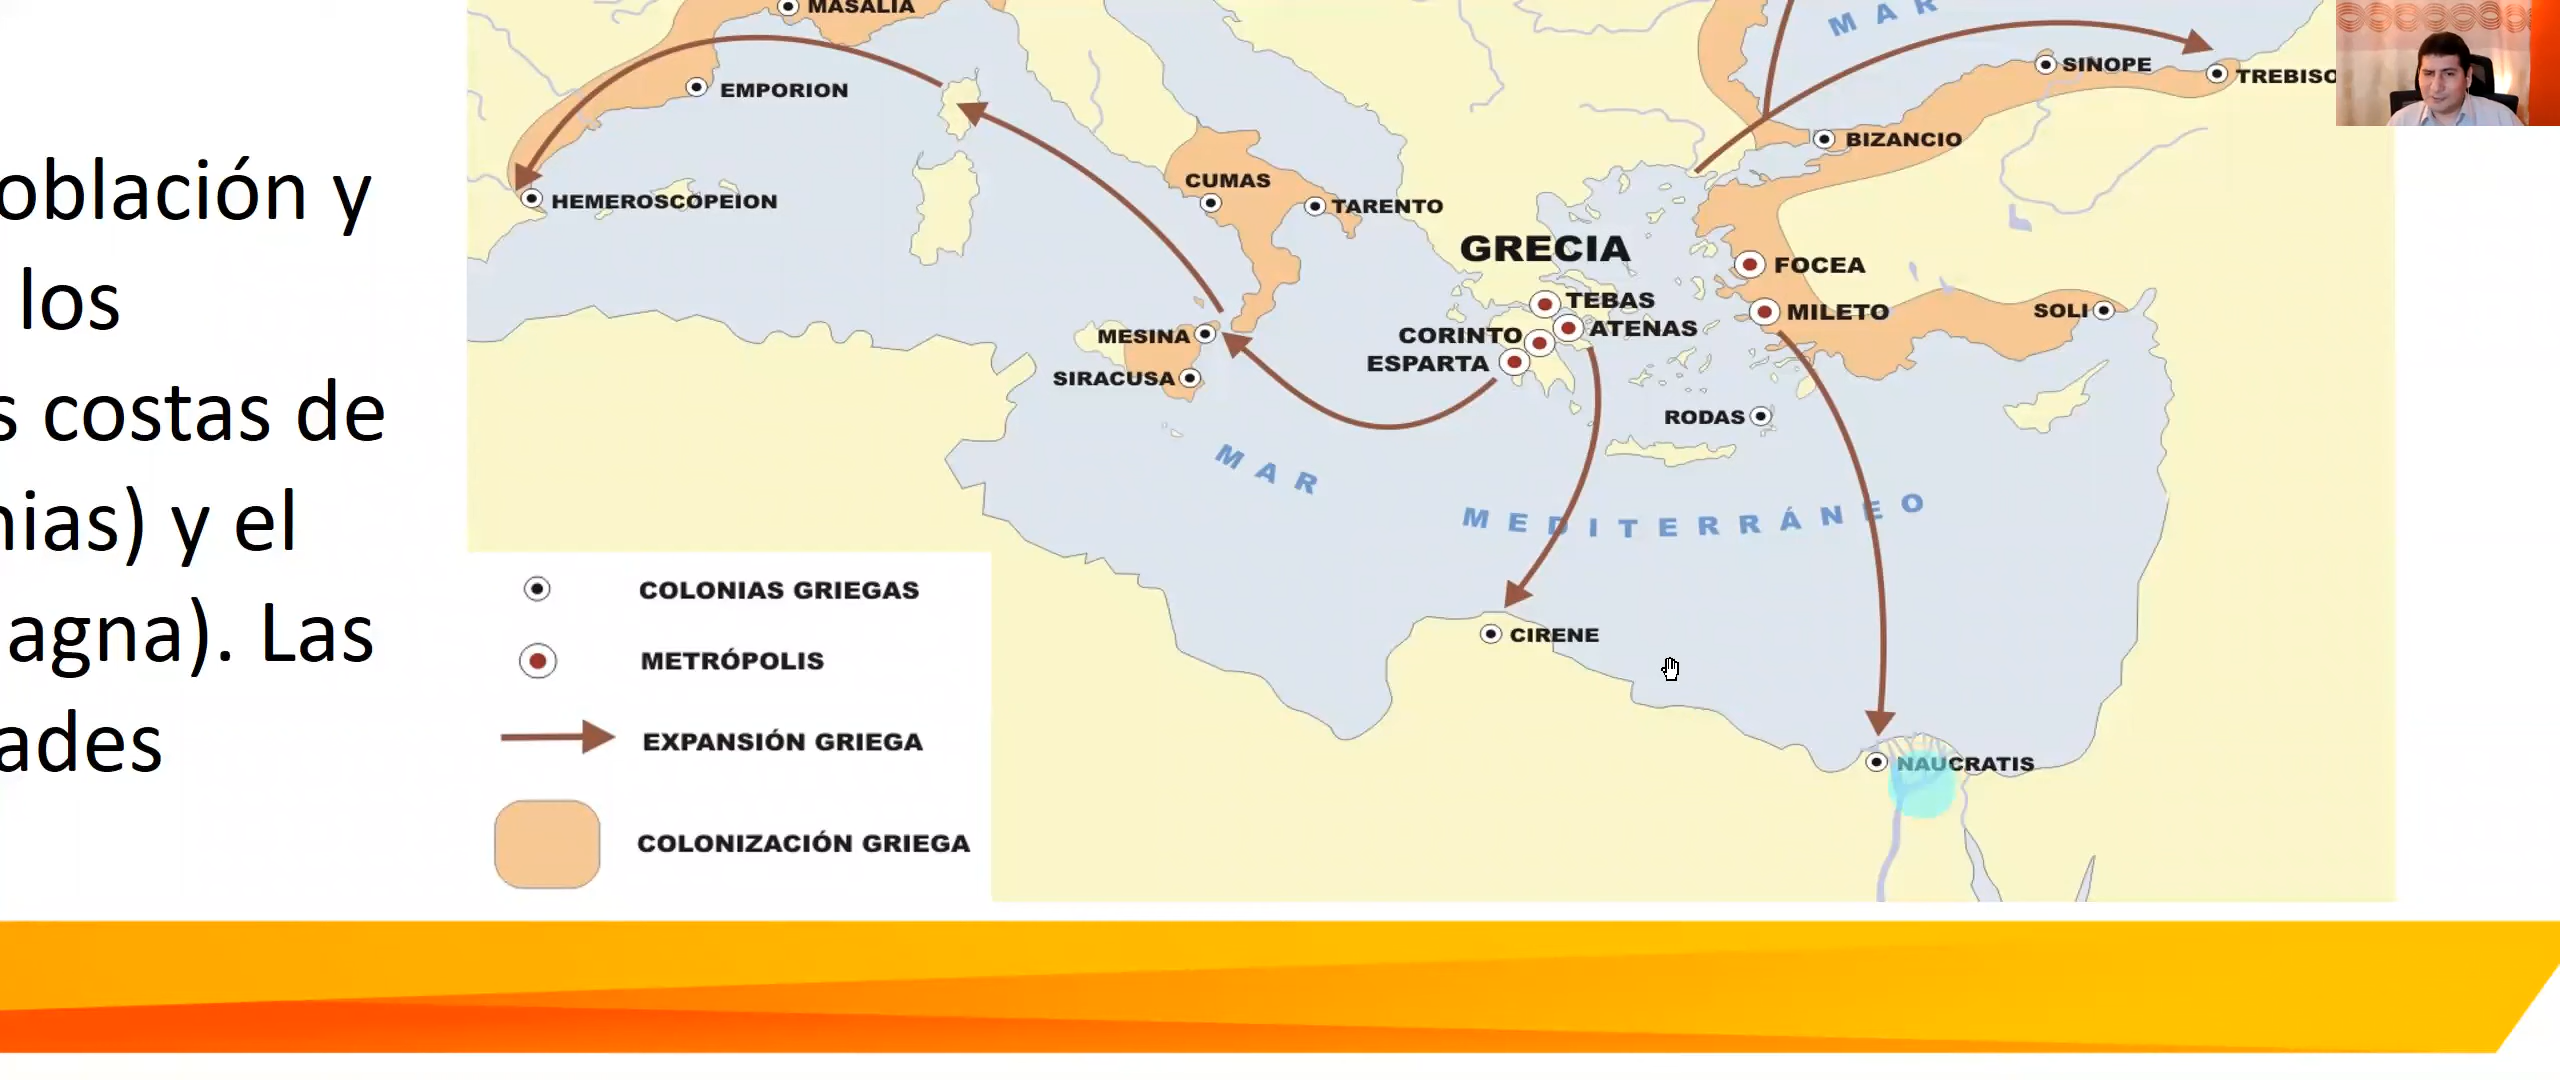 oblación y
los
s costas de
nias) y el
agna). Las
ades
MASALIA
MAR
EMPORION
SINOPE
TREBISO
BIZANCIO
CUMAS
HEMEROSCOPEION
TARENTO
GRECIA
FOCEA
TEBAS
MILETO
SOLI
ATENAS
CORINTO
MESINA
ESPARTA
SIRACUSA
RODAS
MAR MEDITERRÁNEO
CIRENE
NAUCRATIS
COLONIAS GRIEGAS
METRÓPOLIS
EXPANSIÓN GRIEGA
COLONIZACIÓN GRIEGA